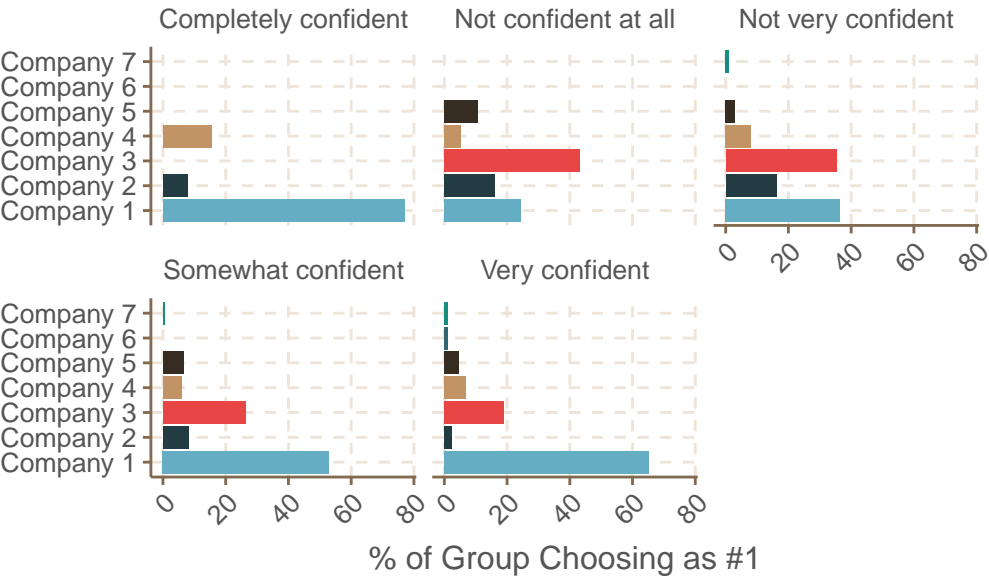 Completely confident
Not confident at all
Not very confident
Company 7
Company 6
Company 5
Company 4
Company 3
Company 2
Company 1
0 20 40 60 80
Somewhat confident
Very confident
Company 7
Company 6
Company 5
Company 4
Company 3
Company 2
Company 1
0 20 40 60 80
0 20 40 60 80
% of Group Choosing as #1